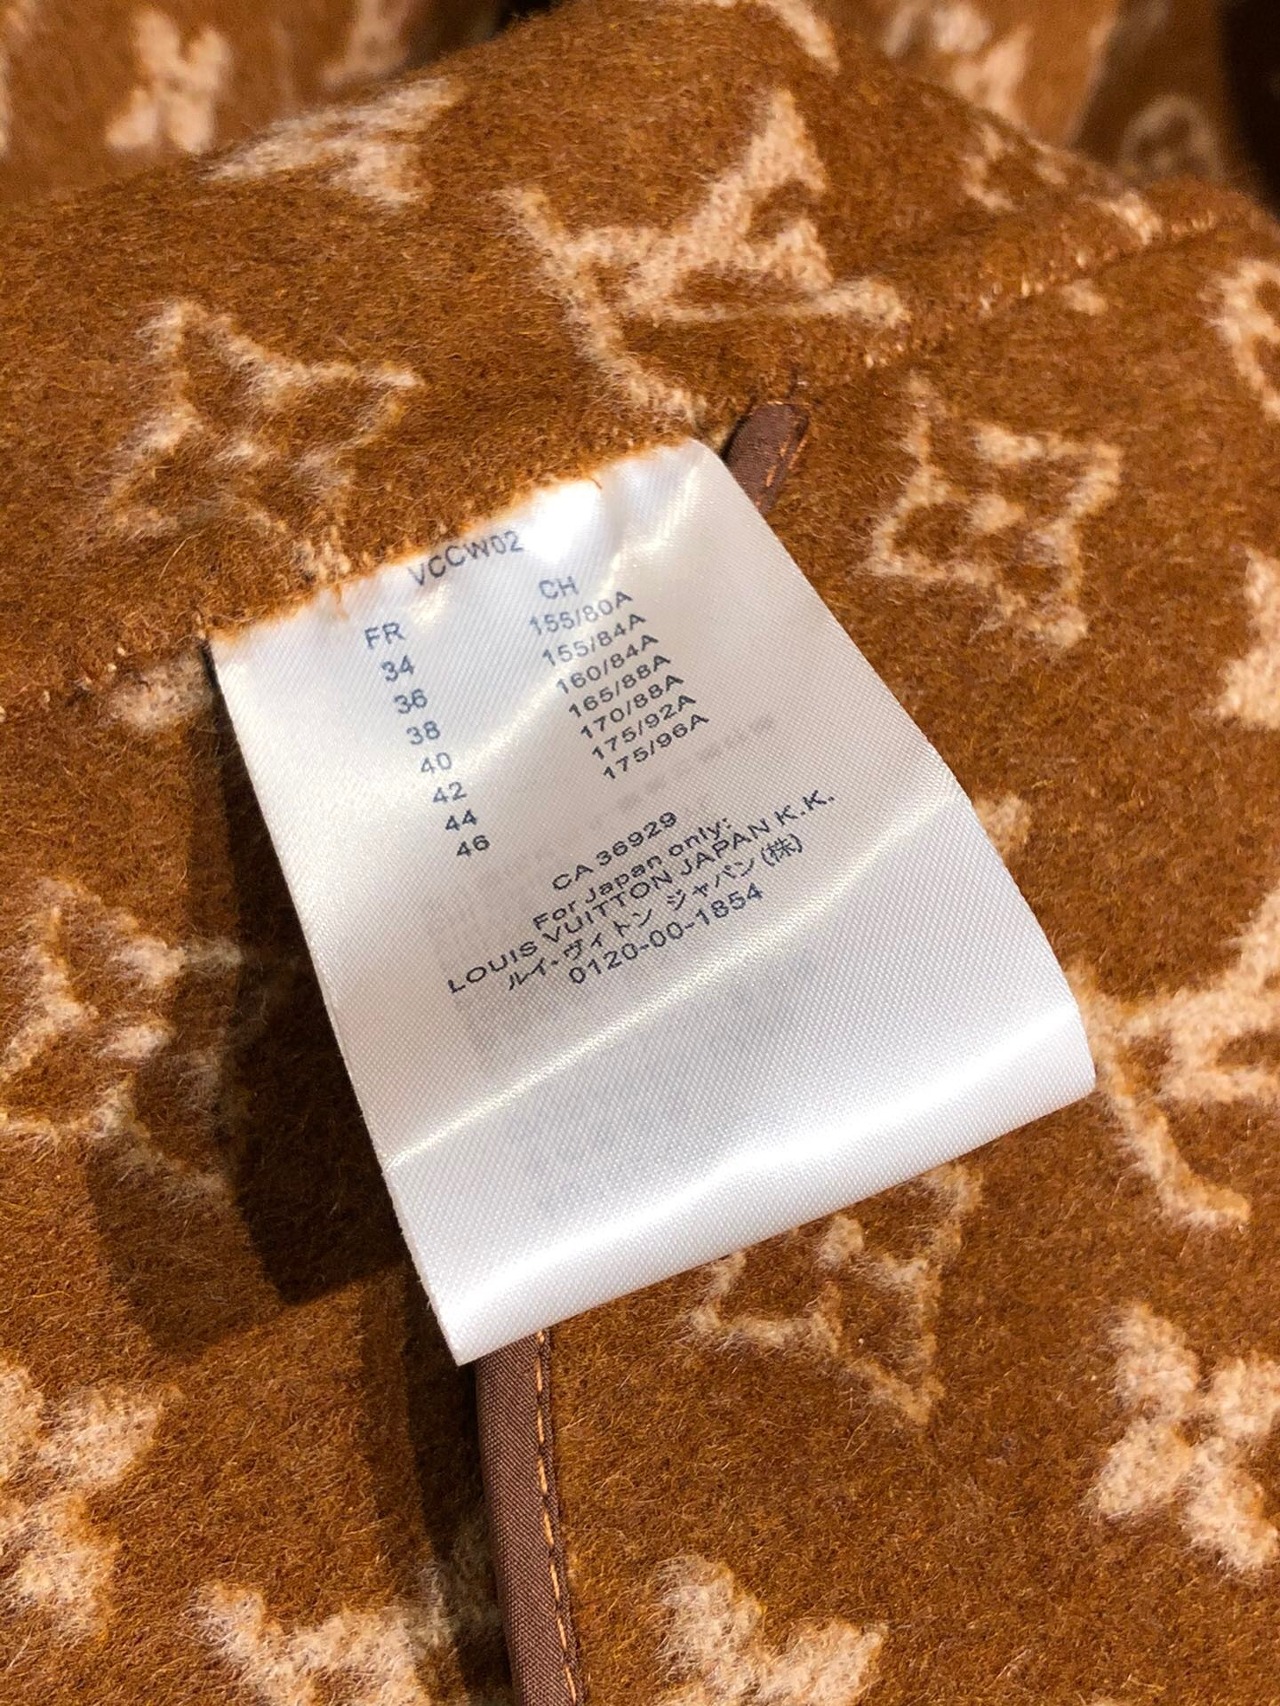 VCCW02
FR CH
34 155/80A
36 155/84A
38 160/84A
40 165/88A
42 170/88A
44 175/92A
46 175/96A
CA 36929
For Japan only:
LOUIS VUITTON JAPAN K.K.
ルイ・ヴィトン ジャパン(株)
0120-00-1854